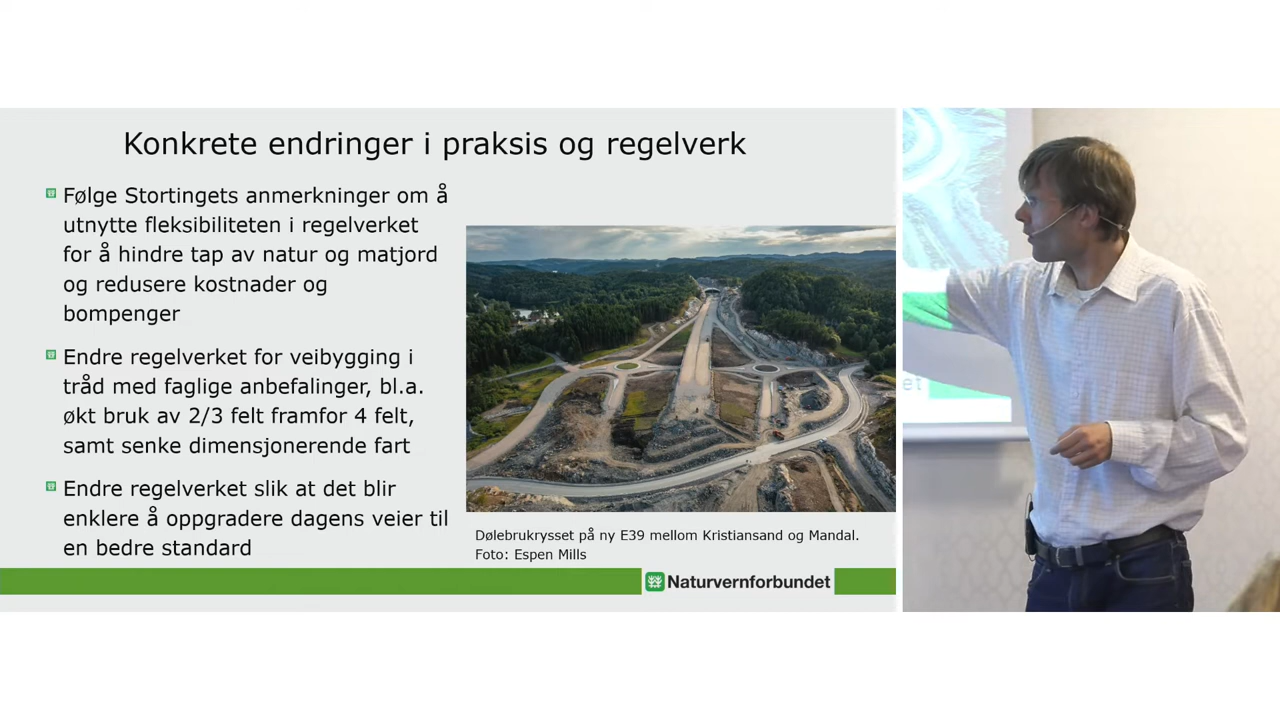 Konkrete endringer i praksis og regelverk
Følge Stortingets anmerkninger om å
utnytte fleksibiliteten i regelverket
for å hindre tap av natur og matjord
og redusere kostnader og
bompenger
Endre regelverket for veibygging i
tråd med faglige anbefalinger, bl.a.
økt bruk av 2/3 felt framfor 4 felt,
samt senke dimensjonerende fart
Endre regelverket slik at det blir
enklere å oppgradere dagens veier til
en bedre standard
Dølebrukrysset på ny E39 mellom Kristiansand og Mandal.
Foto: Espen Mills
Naturvernforbundet
et